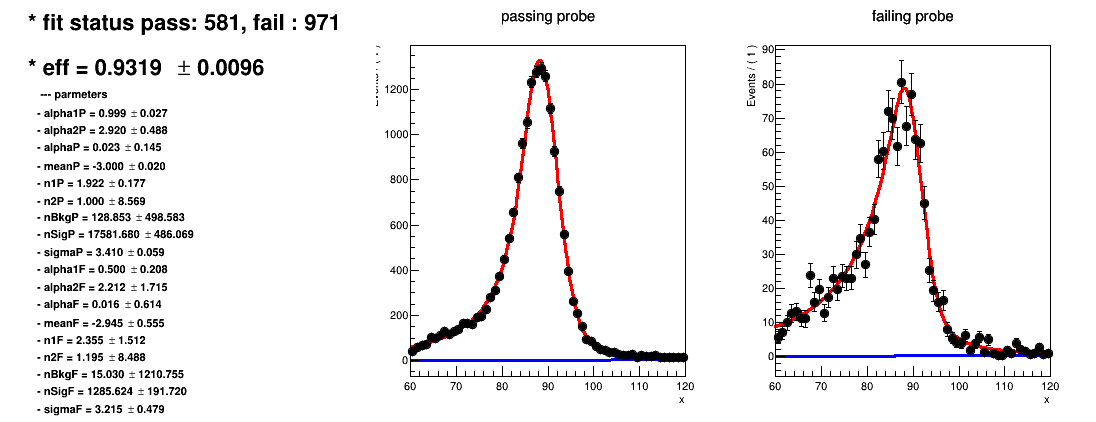 * fit status pass: 581, fail : 971
* eff = 0.9319 ± 0.0096
--- parmeters
- alpha1P = 0.999 ± 0.027
- alpha2P = 2.920 ± 0.488
- alphaP = 0.023 ± 0.145
- meanP = -3.000 ± 0.020
- n1P = 1.922 ± 0.177
- n2P = 1.000 ± 8.569
- nBkgP = 128.853 ± 498.583
- nSigP = 17581.680 ± 486.069
- sigmaP = 3.410 ± 0.059
- alpha1F = 0.500 ± 0.208
- alpha2F = 2.212 ± 1.715
- alphaF = 0.016 ± 0.614
- meanF = -2.945 ± 0.555
- n1F = 2.355 ± 1.512
- n2F = 1.195 ± 8.488
- nBkgF = 15.030 ± 1210.755
- nSigF = 1285.624 ± 191.720
- sigmaF = 3.215 ± 0.479
passing probe
1200
1000
800
600
400
200
0
60 70 80 90 100 110 120
x
failing probe
Events / ( 1 )
90
80
70
60
50
40
30
20
10
0
60 70 80 90 100 110 120
x